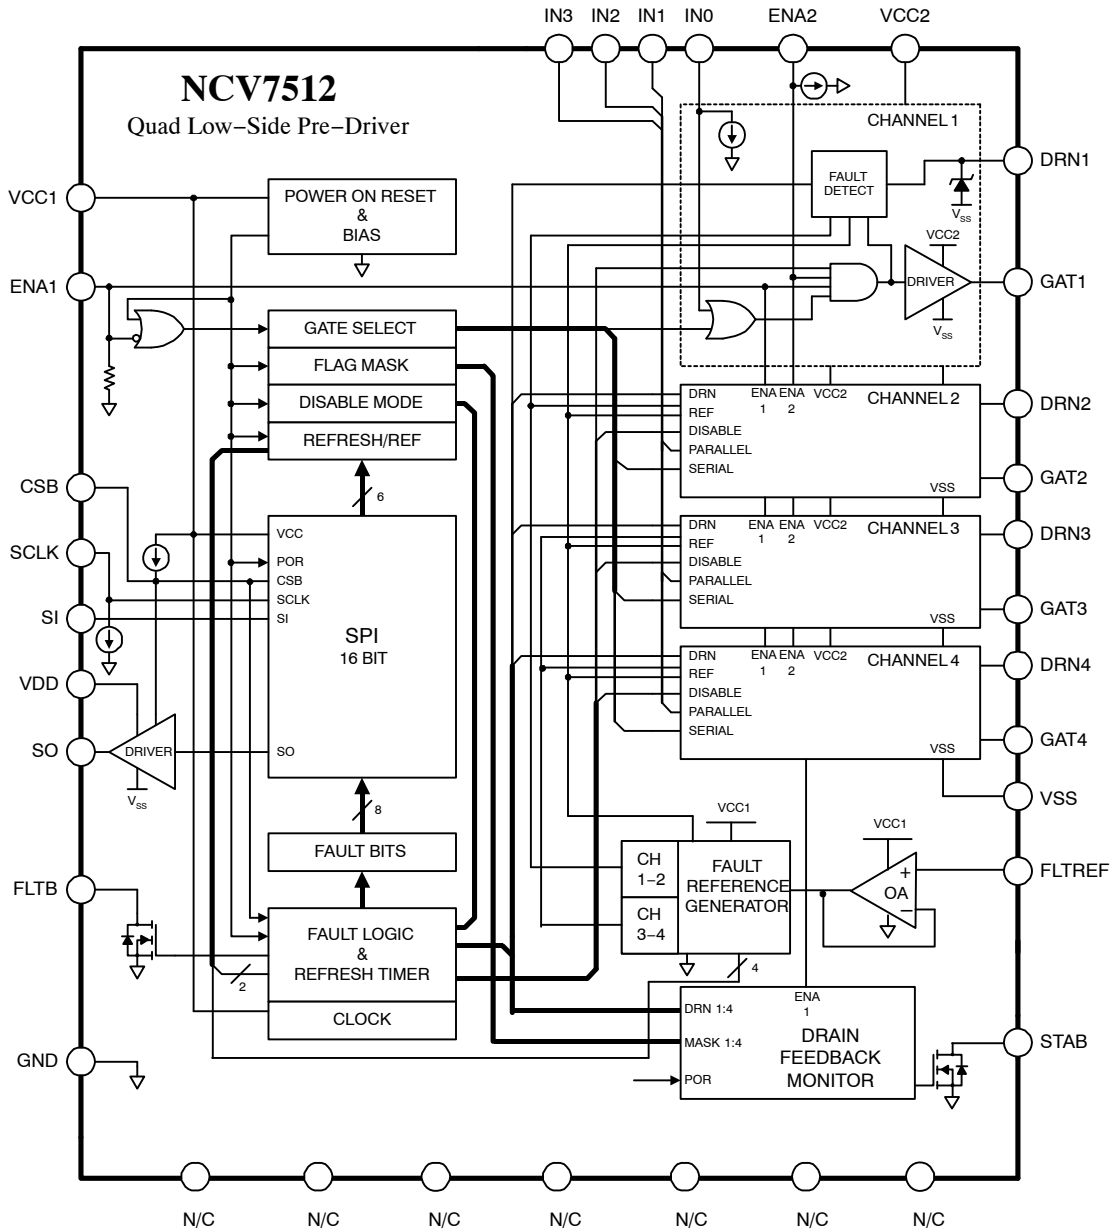 IN3 IN2 IN1 IN0 ENA2 VCC2
NCV7512
Quad Low−Side Pre−Driver
CHANNEL 1
FAULT
DETECT
DRN1
VSS
VCC1
POWER ON RESET
&
BIAS
VCC2
ENA1
DRIVER
GAT1
VSS
GATE SELECT
FLAG MASK
DISABLE MODE
REFRESH/REF
DRN
REF
DISABLE
PARALLEL
SERIAL
ENA
1
ENA
2
VCC2
CHANNEL 2
VSS
DRN2
GAT2
CSB
SCLK
SI
VDD
SO
6
VCC
POR
CSB
SCLK
SI
SPI
16 BIT
SO
DRIVER
VSS
DRN
REF
DISABLE
PARALLEL
SERIAL
ENA
1
ENA
2
VCC2
CHANNEL 3
VSS
DRN3
GAT3
DRN
REF
DISABLE
PARALLEL
SERIAL
ENA
1
ENA
2
VCC2
CHANNEL 4
VSS
DRN4
GAT4
VSS
8
FAULT BITS
FLTB
FAULT LOGIC
&
REFRESH TIMER
2
CLOCK
VCC1
CH
1−2
CH
3−4
FAULT
REFERENCE
GENERATOR
4
VCC1
+
OA
−
FLTREF
GND
ENA
1
DRN 1:4
MASK 1:4
POR
DRAIN
FEEDBACK
MONITOR
STAB
N/C N/C N/C N/C N/C N/C N/C